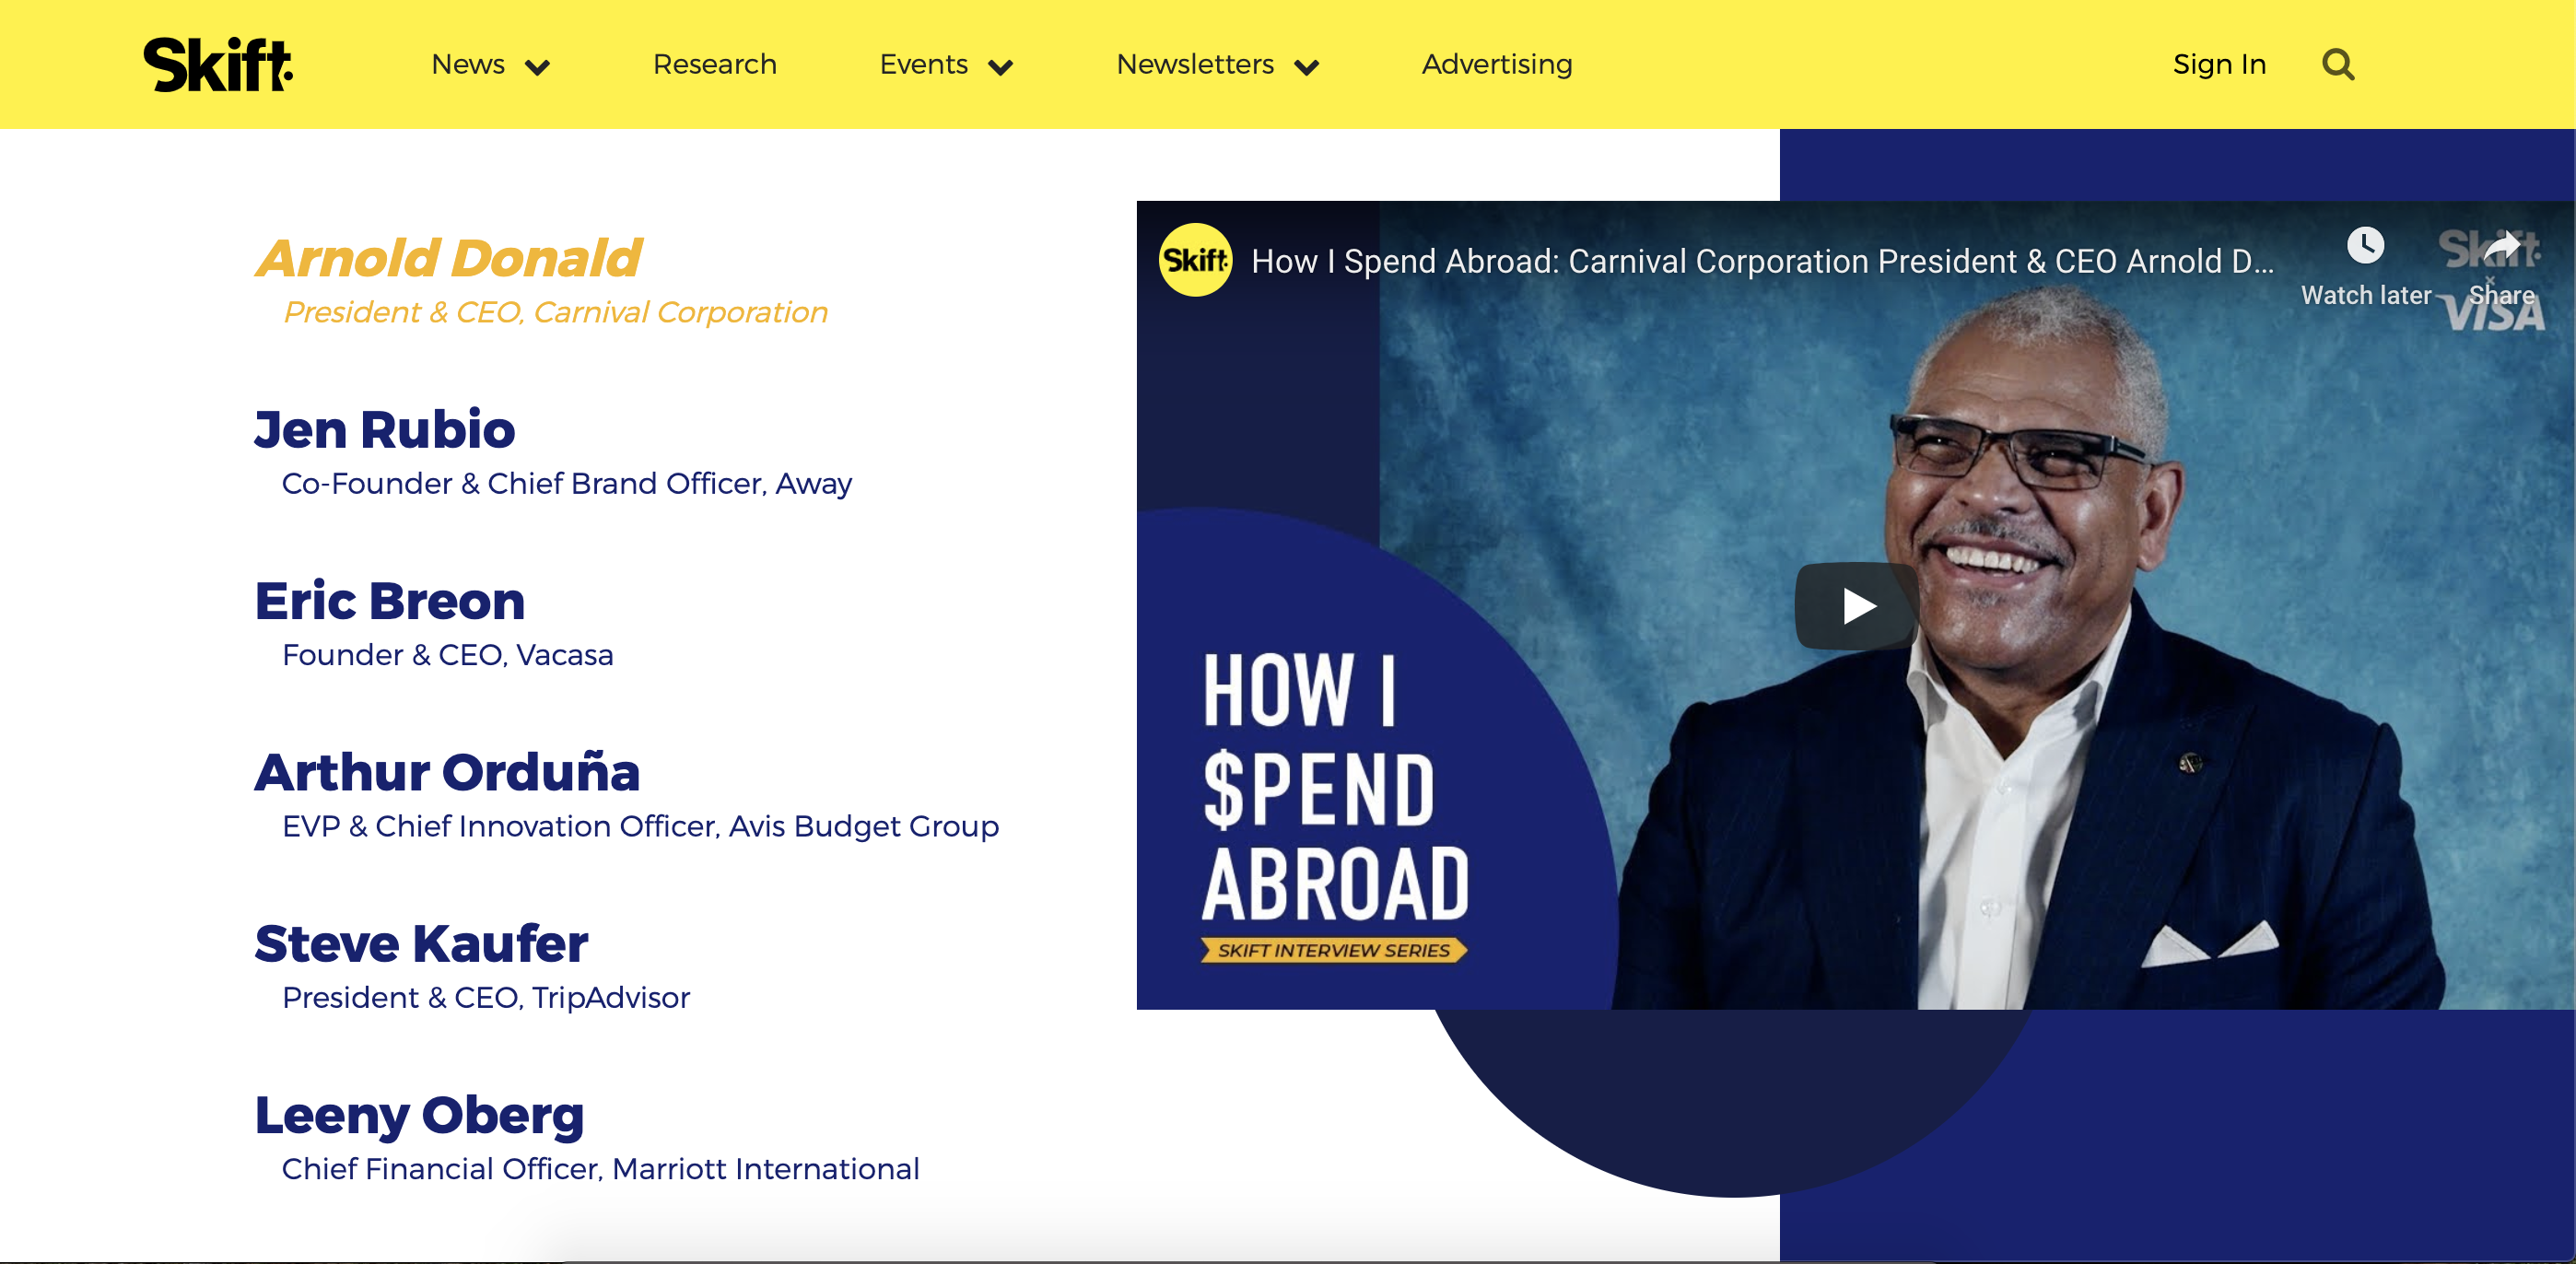 Skift
News
Research
Events
Newsletters
Advertising
Sign In
Arnold Donald
President & CEO, Carnival Corporation
Jen Rubio
Co-Founder & Chief Brand Officer, Away
Eric Breon
Founder & CEO, Vacasa
Arthur Orduña
EVP & Chief Innovation Officer, Avis Budget Group
Steve Kaufer
President & CEO, TripAdvisor
Leeny Oberg
Chief Financial Officer, Marriott International
Skift
How I Spend Abroad: Carnival Corporation President & CEO Arnold D...
Watch later
Share
Skift
×
VISA
HOW I
$PEND
ABROAD
SKIFT INTERVIEW SERIES